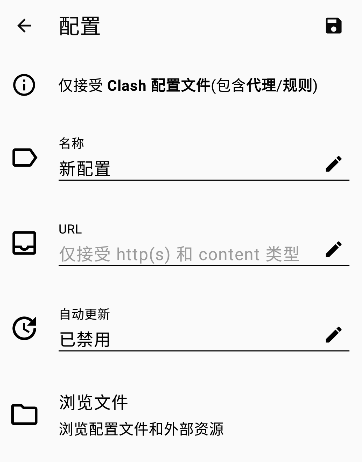 配置
仅接受 Clash 配置文件(包含代理/规则)
名称
新配置
URL
仅接受 http(s) 和 content 类型
自动更新
已禁用
浏览文件
浏览配置文件和外部资源